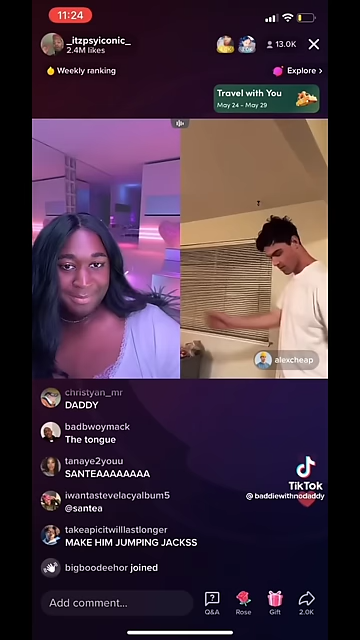 11:24
_itzpsyiconic_
2.4M likes
13.0K
Weekly ranking
Explore >
Travel with You
May 24 - May 29
alexcheap
christyan_mr
DADDY
badbwoymack
The tongue
tanaye2youu
SANTEAAAAAAAA
iwantastevelacyalbum5
@santea
takeapicitwilllastlonger
MAKE HIM JUMPING JACKSS
bigboodeehor joined
TikTok
@baddiewithnodaddy
Add comment...
Q&A
Rose
Gift
2.0K